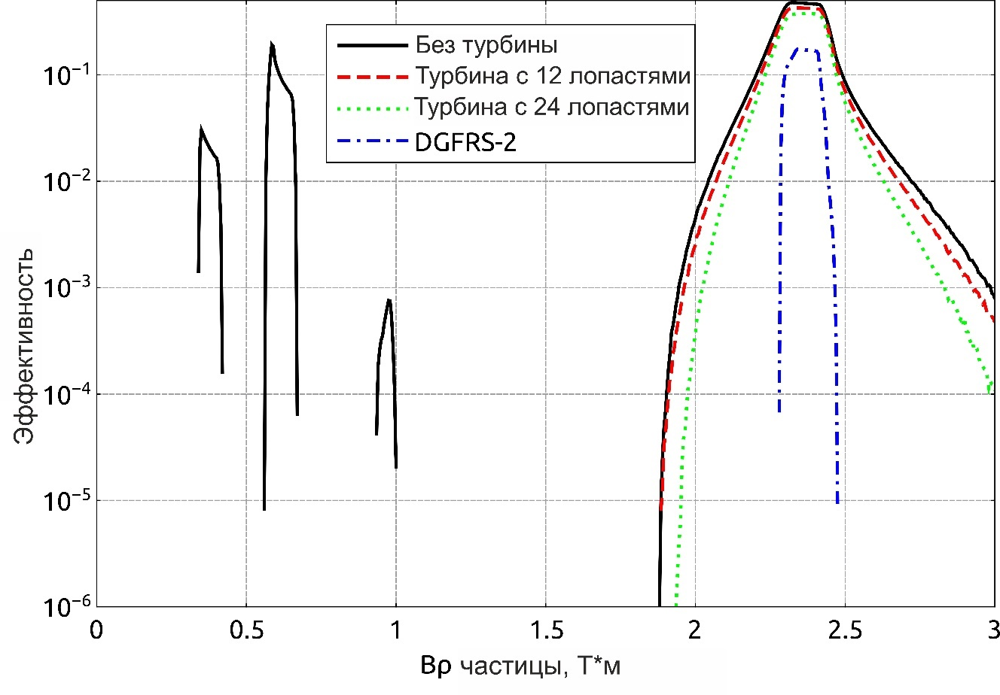 Без турбины
Турбина с 12 лопастями
Турбина с 24 лопастями
DGFRS-2
10⁻¹
10⁻²
10⁻³
10⁻⁴
10⁻⁵
10⁻⁶
Эффективность
0 0.5 1 1.5 2 2.5 3
Bρ частицы, Т*м